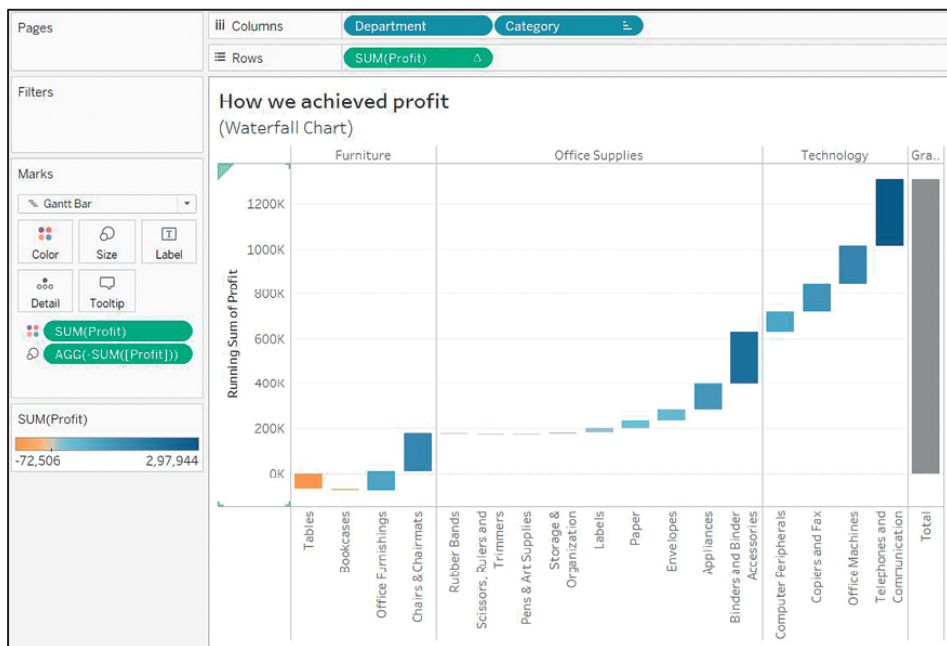 Pages
Columns
Department
Category
Rows
SUM(Profit)
Filters
Marks
Gantt Bar
Color
Size
Label
Detail
Tooltip
SUM(Profit)
AGG(-SUM([Profit]))
SUM(Profit)
-72,506
2,97,944
How we achieved profit
(Waterfall Chart)
Furniture
Office Supplies
Technology
Gra..
Running Sum of Profit
1200K
1000K
800K
600K
400K
200K
0K
Tables
Bookcases
Office Furnishings
Chairs & Chairmats
Rubber Bands
Scissors, Rulers and
Trimmers
Pens & Art Supplies
Storage &
Organization
Labels
Paper
Envelopes
Appliances
Binders and Binder
Accessories
Computer Peripherals
Copiers and Fax
Office Machines
Telephones and
Communication
Total